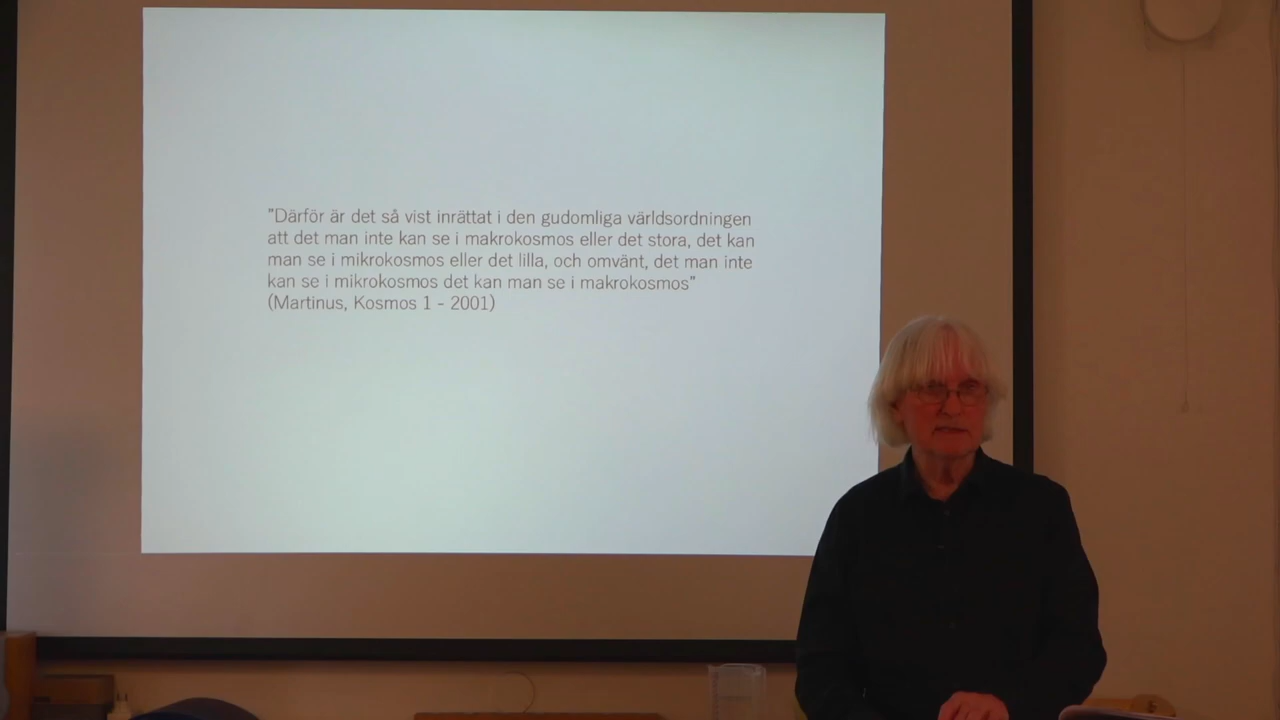 "Därför är det så vist inrättat i den gudomliga världsordningen
att det man inte kan se i makrokosmos eller det stora, det kan
man se i mikrokosmos eller det lilla, och omvänt, det man inte
kan se i mikrokosmos det kan man se i makrokosmos"
(Martinus, Kosmos 1 - 2001)